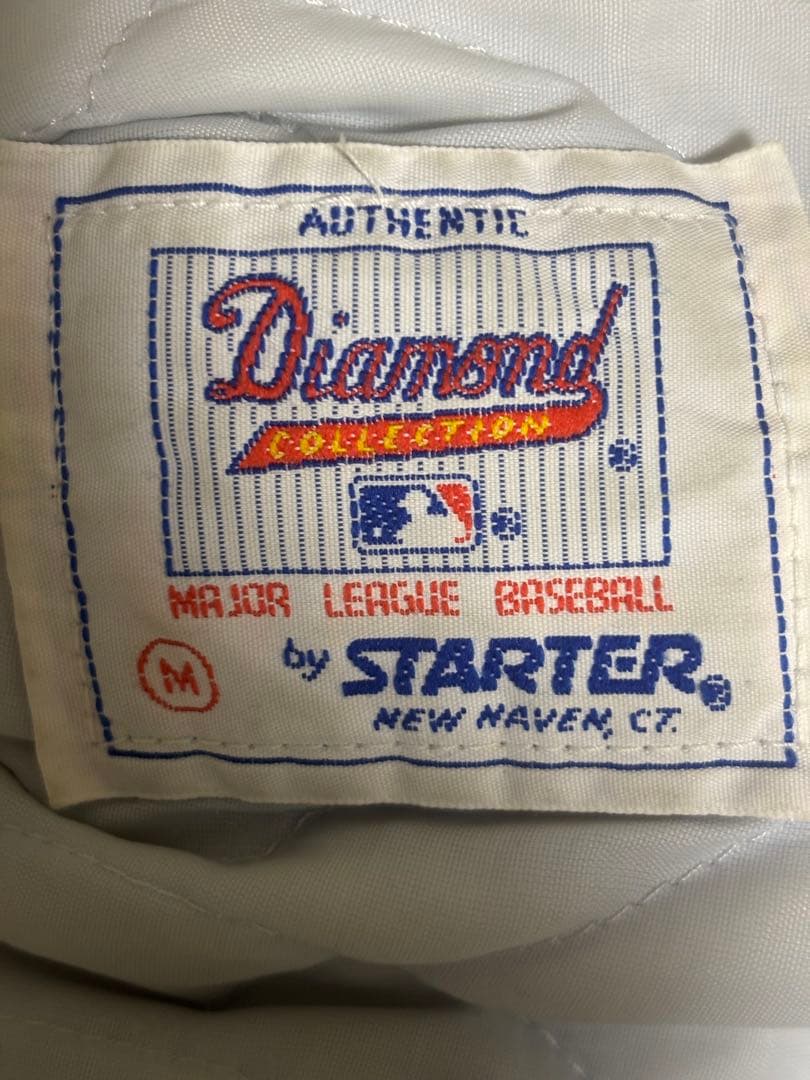 AUTHENTIC
Diamond
COLLECTION ®
®
MAJOR LEAGUE BASEBALL
M
by STARTER®
NEW HAVEN, CT.